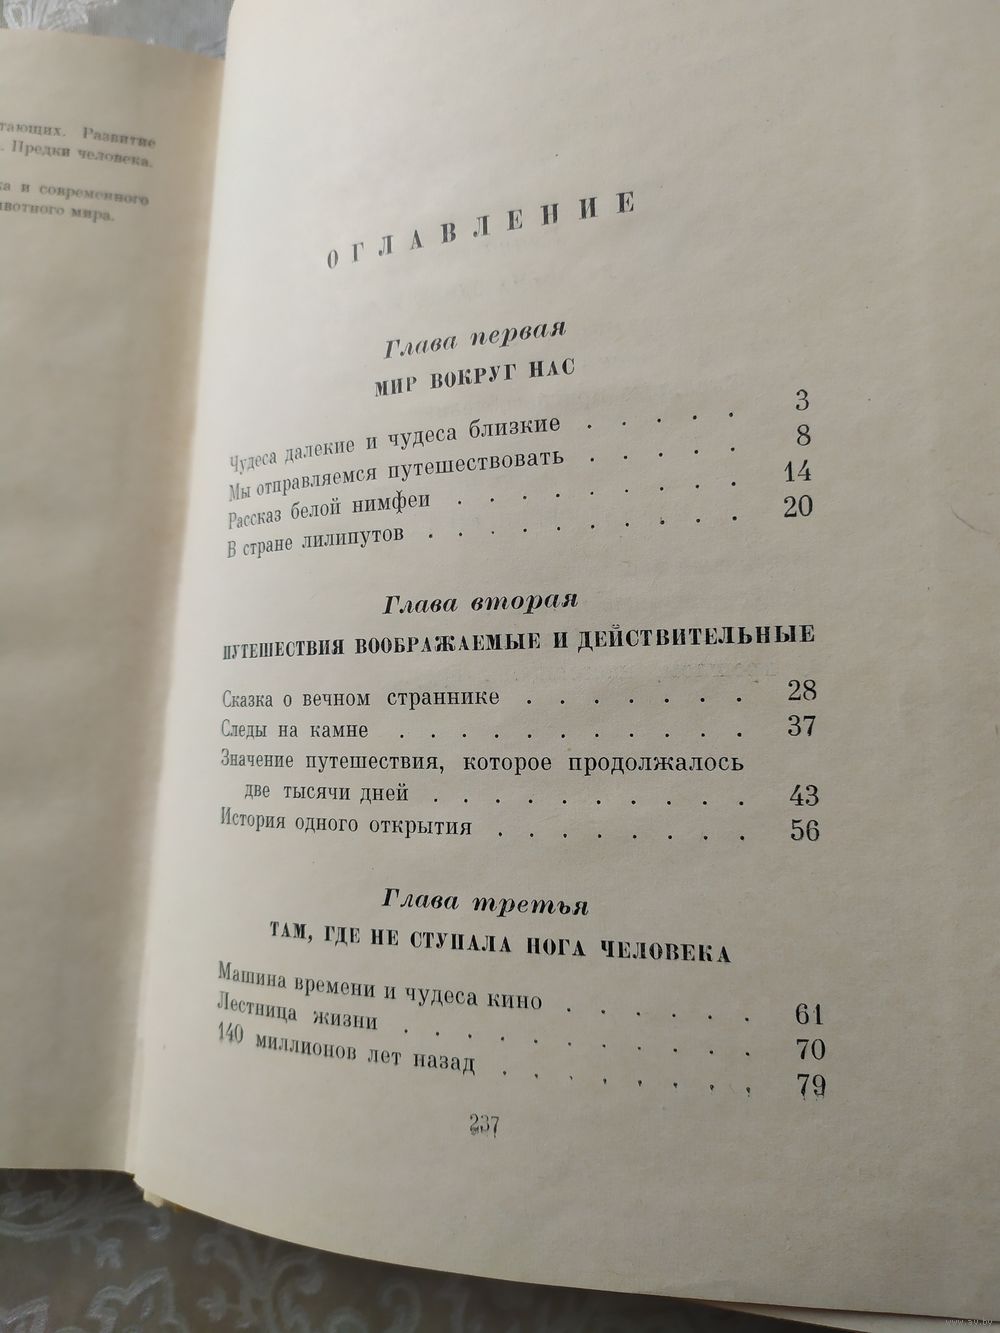 тающих. Развитие
. Предки человека.
ка и современного
ивотного мира.
ОГЛАВЛЕНИЕ
Глава первая
МИР ВОКРУГ НАС
Чудеса далекие и чудеса близкие . . . . . 3
Мы отправляемся путешествовать . . . . . 8
Рассказ белой нимфеи . . . . . . . . . 14
В стране лилипутов . . . . . . . . . . 20
Глава вторая
ПУТЕШЕСТВИЯ ВООБРАЖАЕМЫЕ И ДЕЙСТВИТЕЛЬНЫЕ
Сказка о вечном страннике . . . . . . . 28
Следы на камне . . . . . . . . . . . 37
Значение путешествия, которое продолжалось
две тысячи дней . . . . . . . . . . 43
История одного открытия . . . . . . . . 56
Глава третья
ТАМ, ГДЕ НЕ СТУПАЛА НОГА ЧЕЛОВЕКА
Машина времени и чудеса кино . . . . . . 61
Лестница жизни . . . . . . . . . . . 70
140 миллионов лет назад . . . . . . . . 79
237
www.ay.by